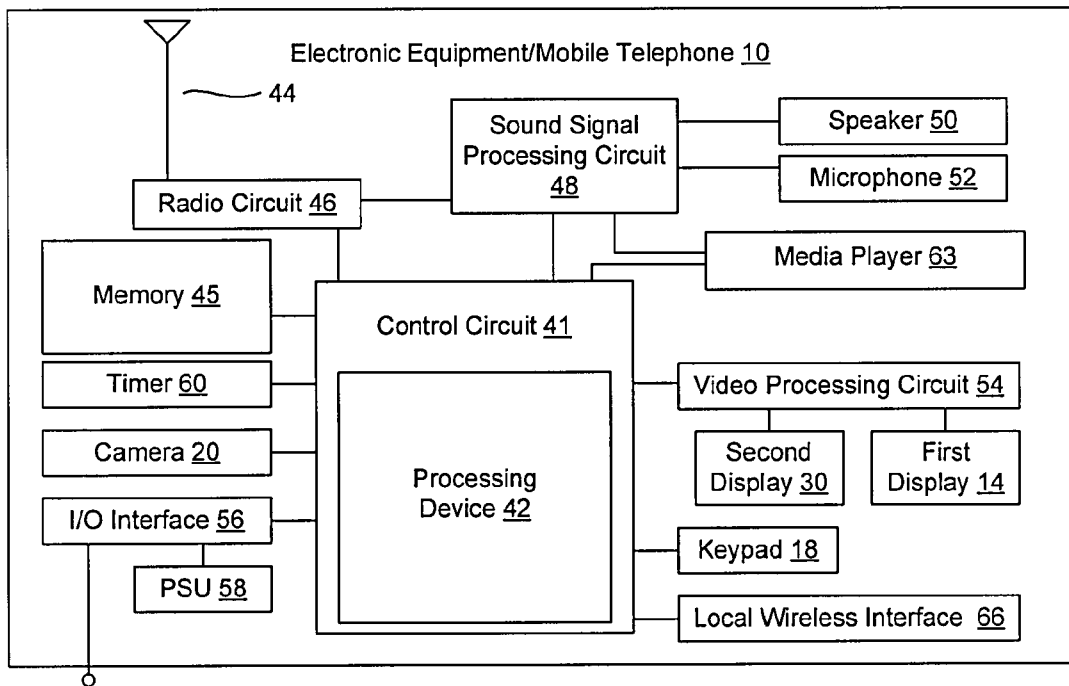 Electronic Equipment/Mobile Telephone 10
44
Sound Signal
Processing Circuit
48
Speaker 50
Microphone 52
Radio Circuit 46
Media Player 63
Memory 45
Control Circuit 41
Timer 60
Video Processing Circuit 54
Camera 20
Second
Display 30
First
Display 14
Processing
Device 42
I/O Interface 56
Keypad 18
PSU 58
Local Wireless Interface 66